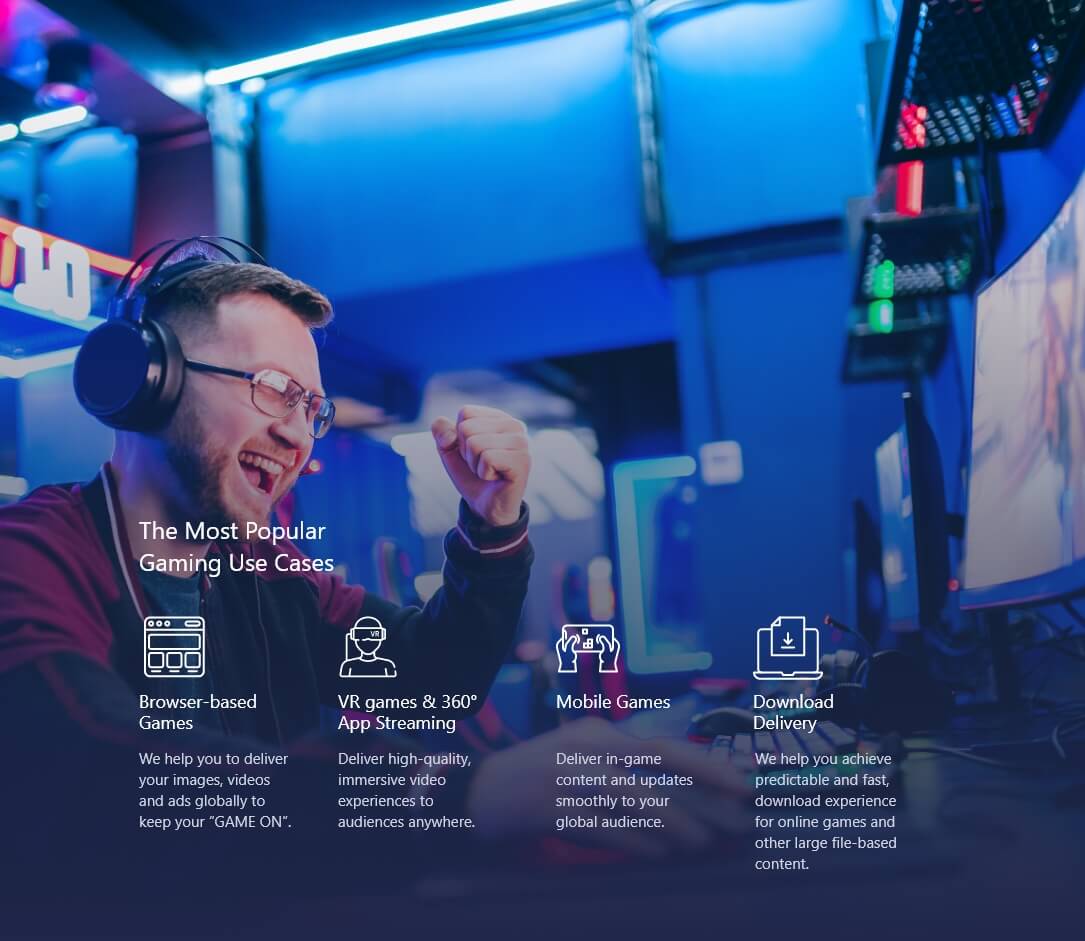 10
The Most Popular
Gaming Use Cases
VR
Browser-based
Games
We help you to deliver
your images, videos
and ads globally to
keep your “GAME ON”.
VR games & 360°
App Streaming
Deliver high-quality,
immersive video
experiences to
audiences anywhere.
Mobile Games
Deliver in-game
content and updates
smoothly to your
global audience.
Download
Delivery
We help you achieve
predictable and fast,
download experience
for online games and
other large file-based
content.